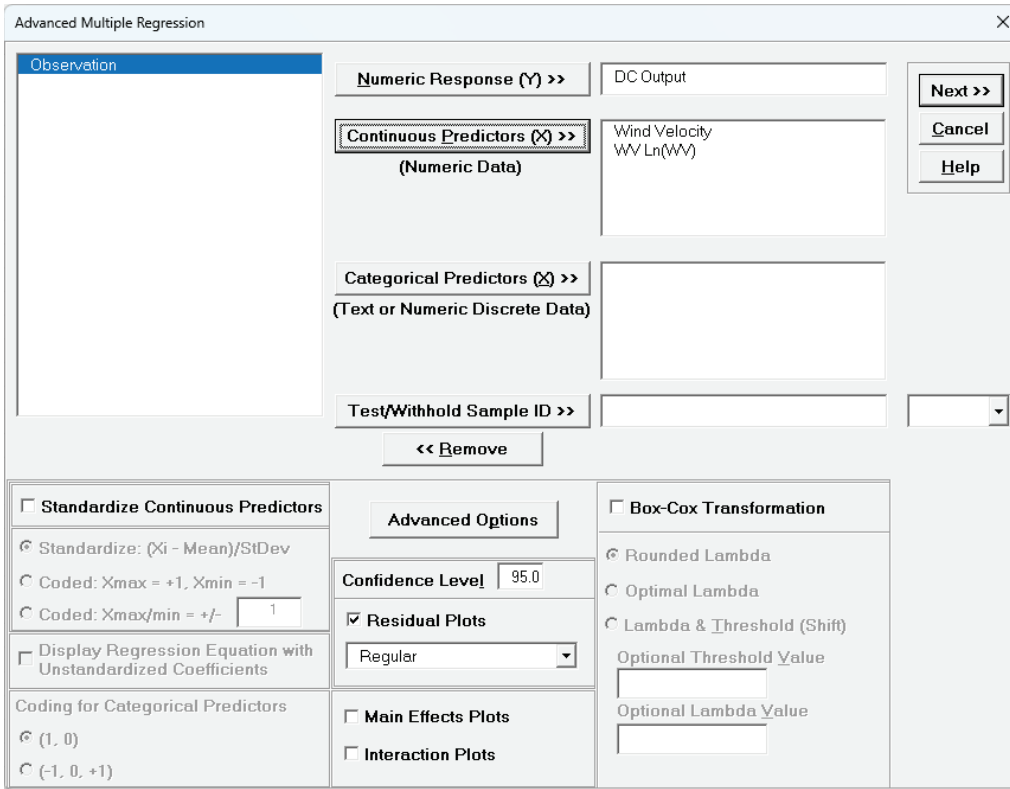 Advanced Multiple Regression
Observation
Numeric Response (Y) >>
DC Output
Next >>
Continuous Predictors (X) >>
(Numeric Data)
Wind Velocity
WV Ln(WV)
Cancel
Help
Categorical Predictors (X) >>
(Text or Numeric Discrete Data)
Test/Withhold Sample ID >>
<< Remove
Standardize Continuous Predictors
Standardize: (Xi - Mean)/StDev
Coded: Xmax = +1, Xmin = -1
Coded: Xmax/min = +/- 1
Display Regression Equation with
Unstandardized Coefficients
Coding for Categorical Predictors
(1, 0)
(-1, 0, +1)
Advanced Options
Confidence Level 95.0
Residual Plots
Regular
Main Effects Plots
Interaction Plots
Box-Cox Transformation
Rounded Lambda
Optimal Lambda
Lambda & Threshold (Shift)
Optional Threshold Value
Optional Lambda Value